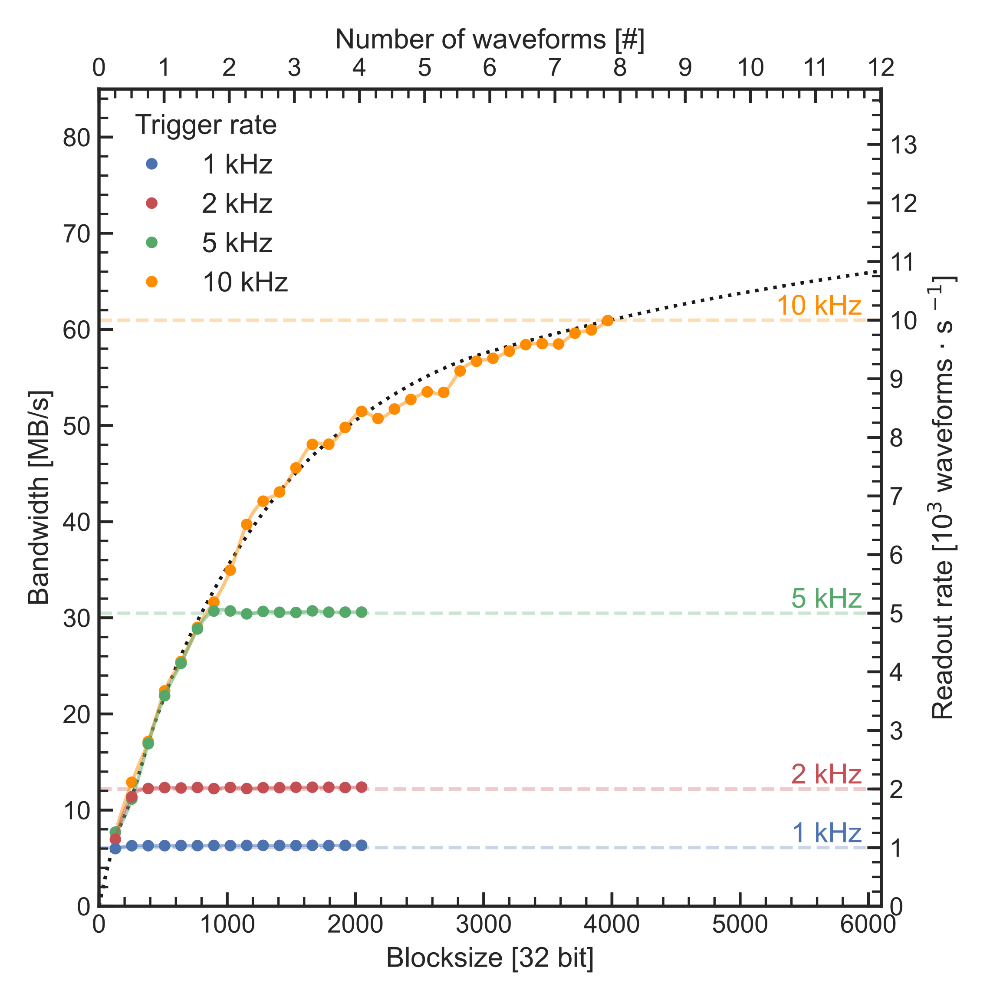 Number of waveforms [#]
0 1 2 3 4 5 6 7 8 9 10 11 12
Trigger rate
1 kHz
2 kHz
5 kHz
10 kHz
80
70
60
50
40
30
20
10
0
Bandwidth [MB/s]
10 kHz
5 kHz
2 kHz
1 kHz
13
12
11
10
9
8
7
6
5
4
3
2
1
0
Readout rate [10³ waveforms · s⁻¹]
0 1000 2000 3000 4000 5000 6000
Blocksize [32 bit]